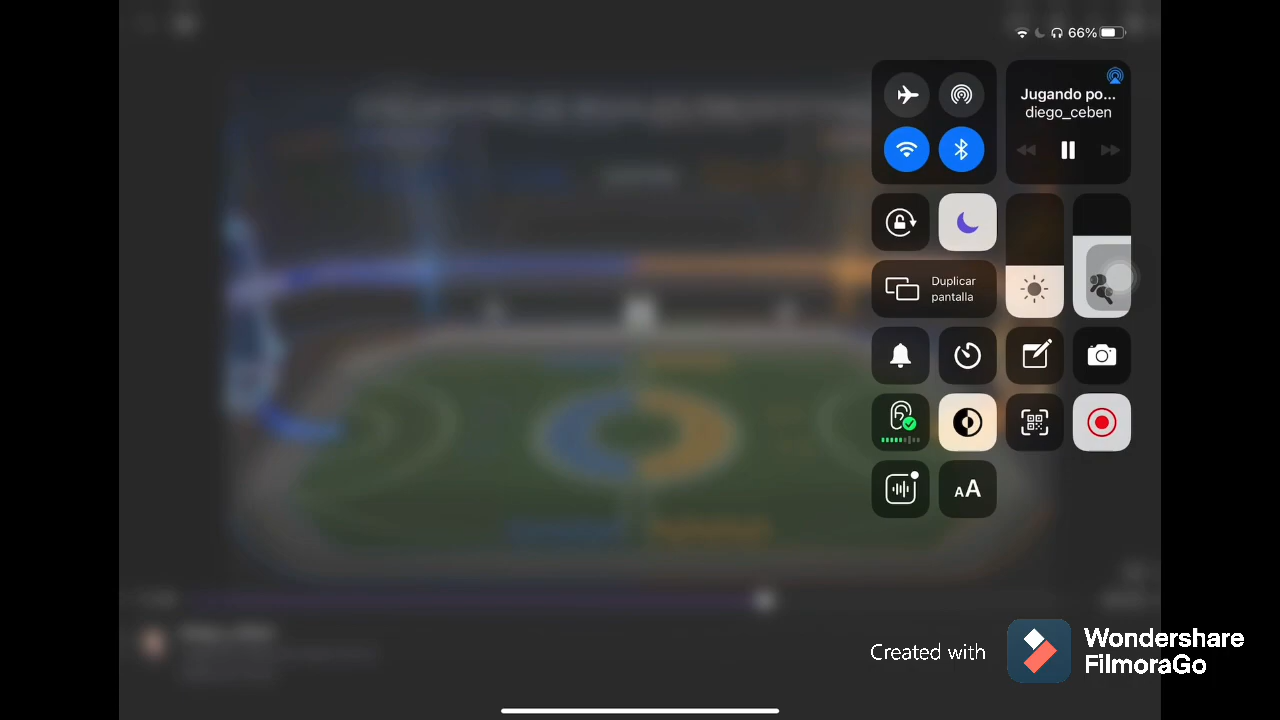 66%
Jugando po...
diego_ceben
Duplicar
pantalla
AA
Created with
Wondershare
FilmoraGo